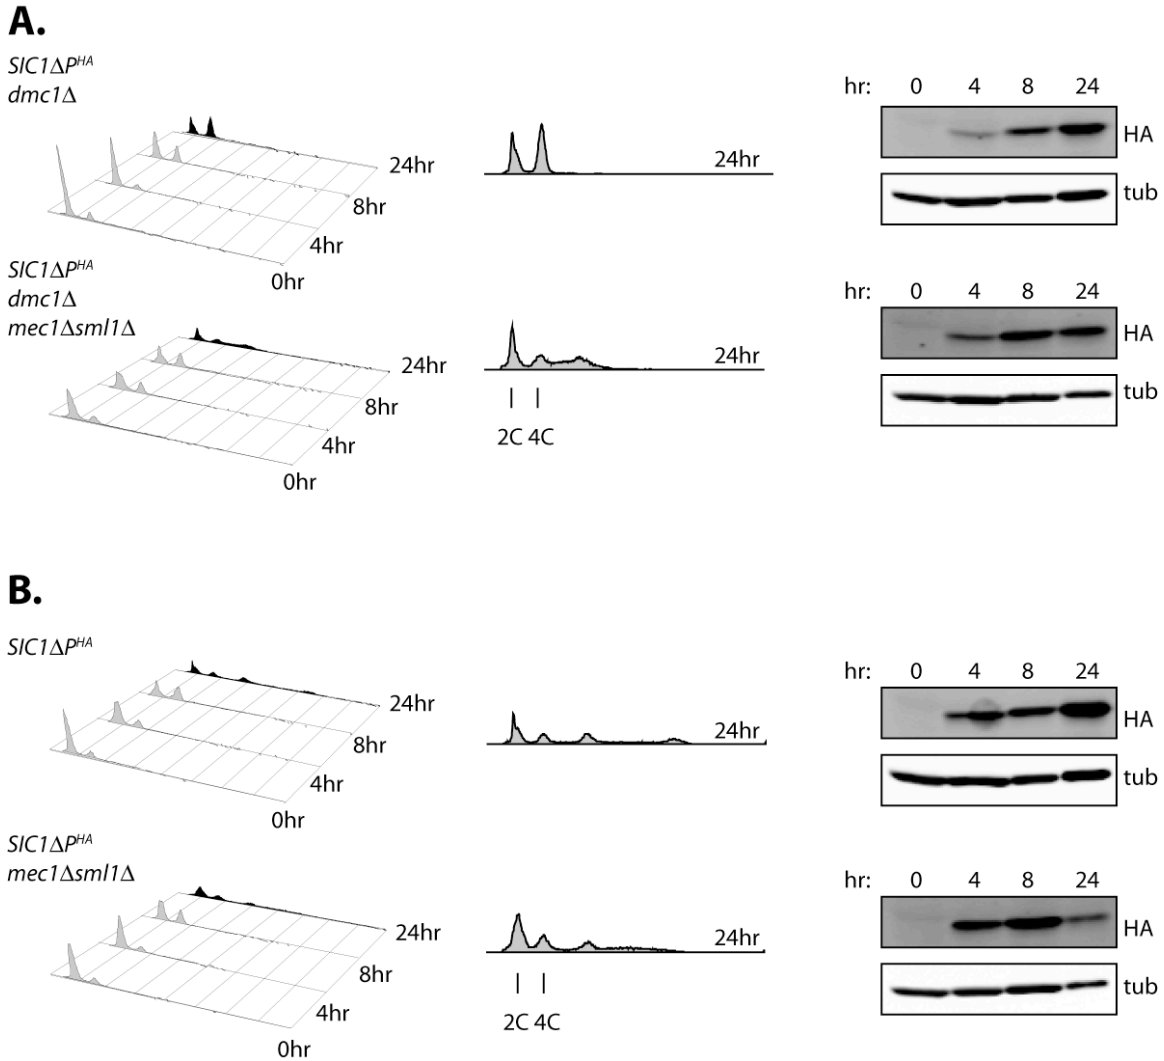 A.
SIC1ΔP^HA
dmc1Δ
24hr
8hr
4hr
0hr
24hr
hr: 0 4 8 24
HA
tub
SIC1ΔP^HA
dmc1Δ
mec1Δsml1Δ
24hr
8hr
4hr
0hr
24hr
2C 4C
hr: 0 4 8 24
HA
tub
B.
SIC1ΔP^HA
24hr
8hr
4hr
0hr
24hr
hr: 0 4 8 24
HA
tub
SIC1ΔP^HA
mec1Δsml1Δ
24hr
8hr
4hr
0hr
24hr
2C 4C
hr: 0 4 8 24
HA
tub